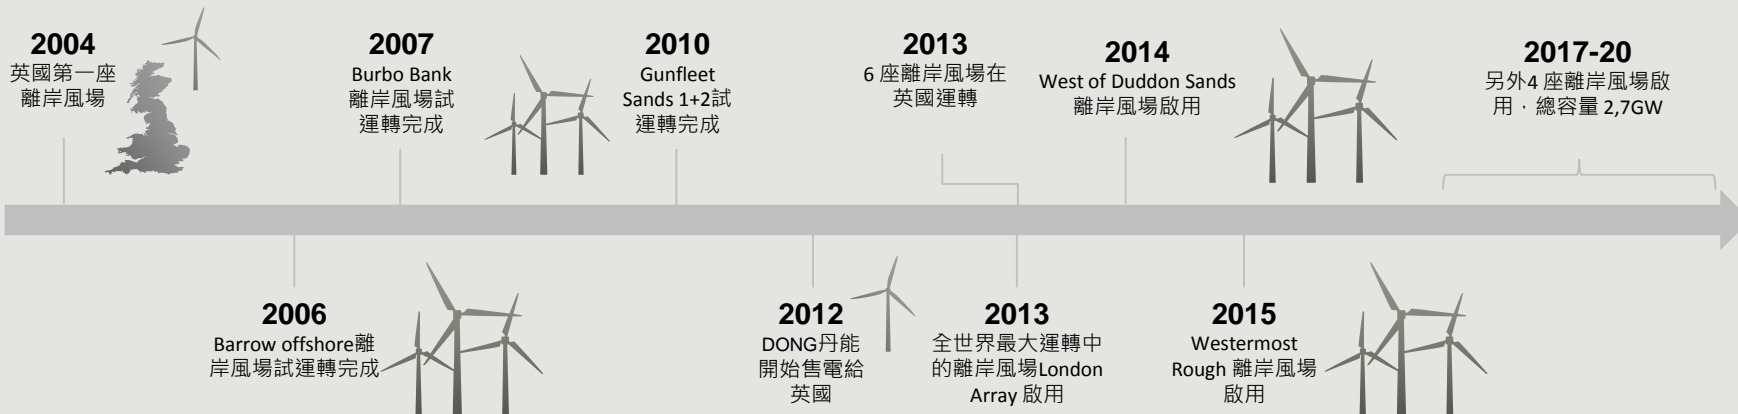 2004
英國第一座
離岸風場
2007
Burbo Bank
離岸風場試
運轉完成
2010
Gunfleet
Sands 1+2試
運轉完成
2013
6 座離岸風場在
英國運轉
2014
West of Duddon Sands
離岸風場啟用
2017-20
另外4 座離岸風場啟
用，總容量 2,7GW
2006
Barrow offshore離
岸風場試運轉完成
2012
DONG丹能
開始售電給
英國
2013
全世界最大運轉中
的離岸風場London
Array 啟用
2015
Westermost
Rough 離岸風場
啟用